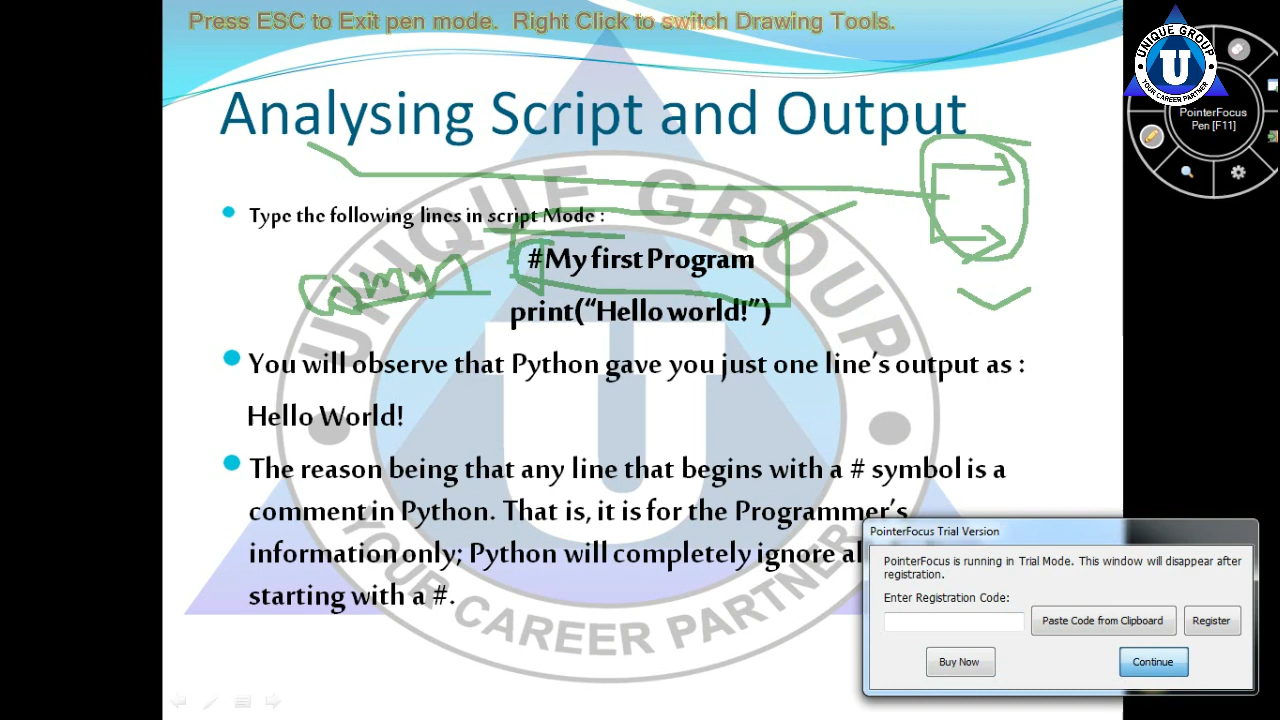 Press ESC to Exit pen mode. Right Click to switch Drawing Tools.
UNIQUE GROUP
U
YOUR CAREER PARTNER
PointerFocus
Pen [F11]
Analysing Script and Output
Type the following lines in script Mode :
#My first Program
print(“Hello world!”)
You will observe that Python gave you just one line’s output as :
Hello World!
The reason being that any line that begins with a # symbol is a
comment in Python. That is, it is for the Programmer’s
information only; Python will completely ignore
starting with a #.
UNIQUE GROUP
YOUR CAREER PARTNER
PointerFocus Trial Version
PointerFocus is running in Trial Mode. This window will disappear after
registration.
Enter Registration Code:
Paste Code from Clipboard
Register
Buy Now
Continue